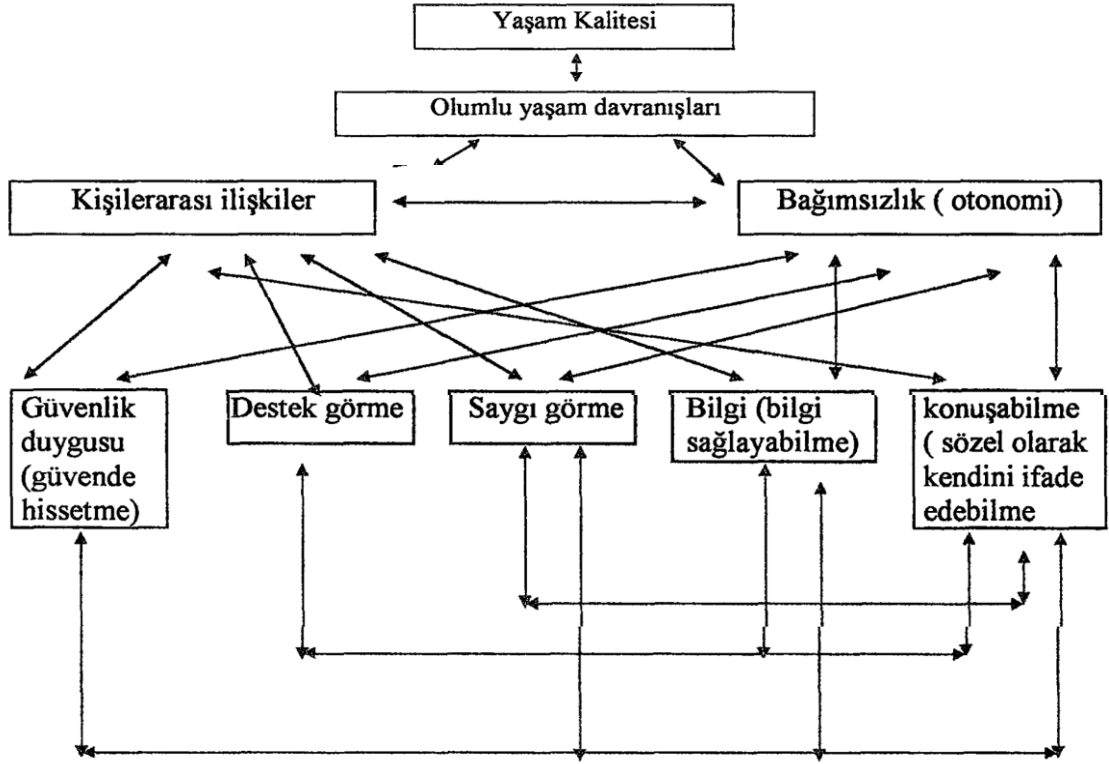 Yaşam Kalitesi
Olumlu yaşam davranışları
Kişilerarası ilişkiler
Bağımsızlık ( otonomi)
Güvenlik
duygusu
(güvende
hissetme)
Destek görme
Saygı görme
Bilgi (bilgi
sağlayabilme)
konuşabilme
( sözel olarak
kendini ifade
edebilme